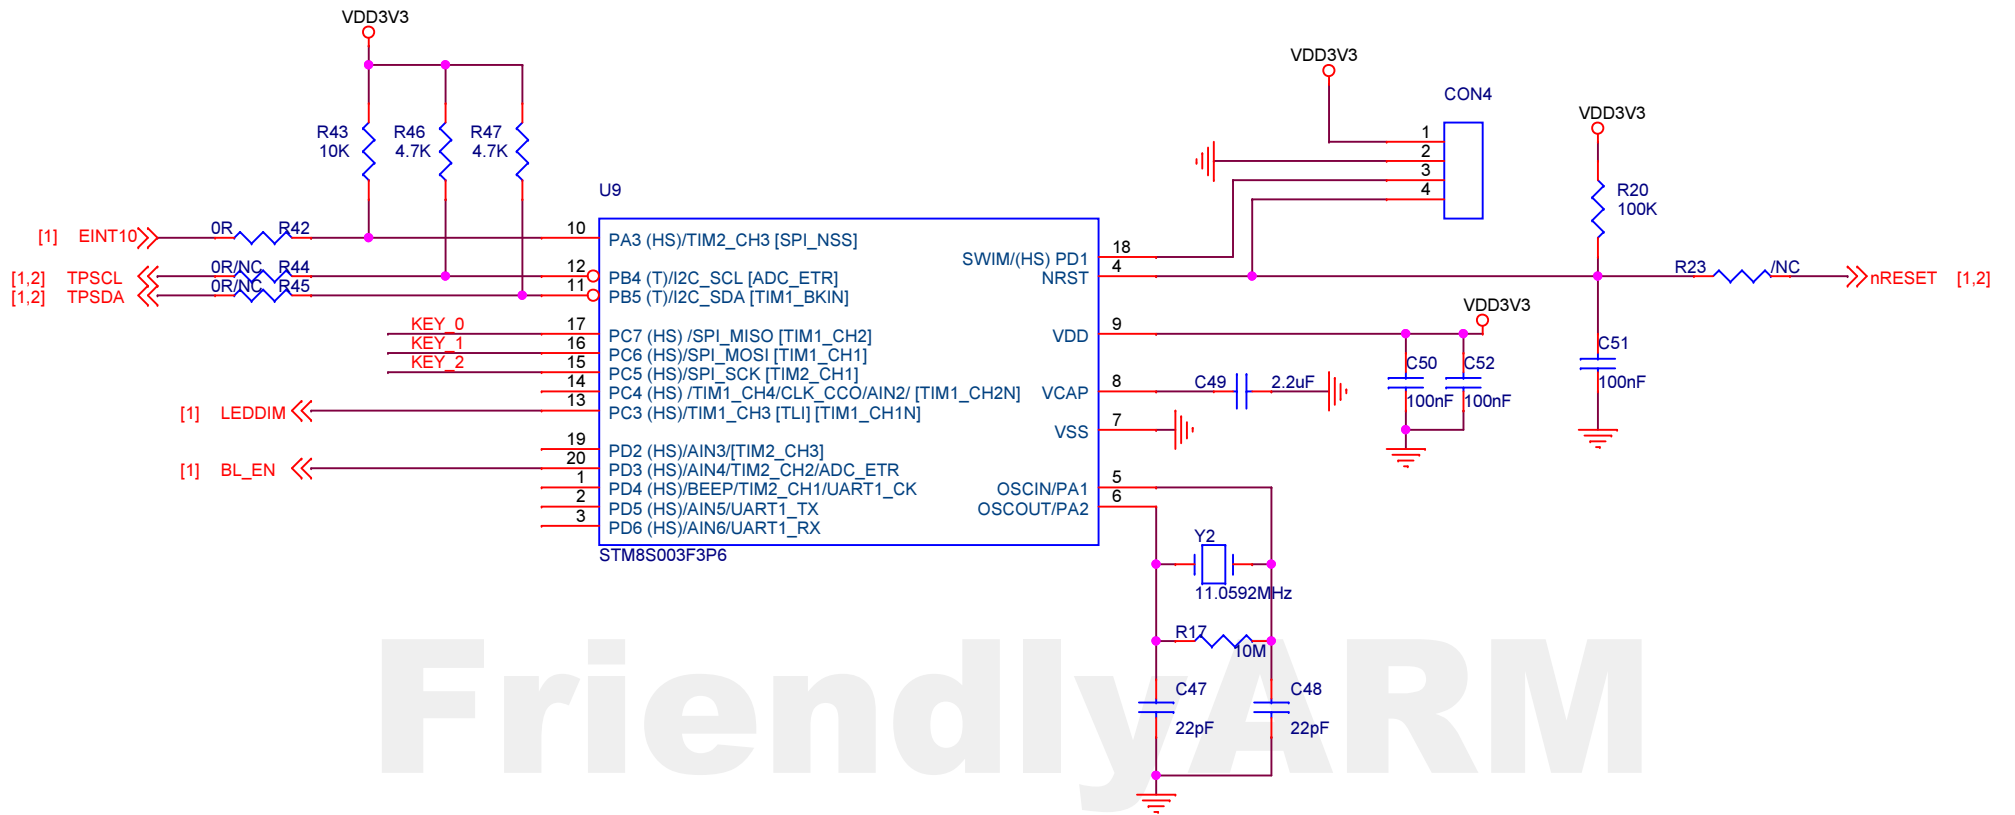 VDD3V3
VDD3V3
CON4
VDD3V3
R43
10K
R46
4.7K
R47
4.7K
1
2
3
4
R20
100K
U9
[1] EINT10
0R R42
10
PA3 (HS)/TIM2_CH3 [SPI_NSS]
[1,2] TPSCL
0R/NC R44
12
PB4 (T)/I2C_SCL [ADC_ETR]
[1,2] TPSDA
0R/NC R45
11
PB5 (T)/I2C_SDA [TIM1_BKIN]
KEY_0
17
PC7 (HS) /SPI_MISO [TIM1_CH2]
KEY_1
16
PC6 (HS)/SPI_MOSI [TIM1_CH1]
KEY_2
15
PC5 (HS)/SPI_SCK [TIM2_CH1]
14
PC4 (HS) /TIM1_CH4/CLK_CCO/AIN2/ [TIM1_CH2N]
[1] LEDDIM
13
PC3 (HS)/TIM1_CH3 [TLI] [TIM1_CH1N]
19
PD2 (HS)/AIN3/[TIM2_CH3]
[1] BL_EN
20
PD3 (HS)/AIN4/TIM2_CH2/ADC_ETR
1
PD4 (HS)/BEEP/TIM2_CH1/UART1_CK
2
PD5 (HS)/AIN5/UART1_TX
3
PD6 (HS)/AIN6/UART1_RX
STM8S003F3P6
SWIM/(HS) PD1
18
NRST
4
R23 /NC
nRESET [1,2]
VDD
9
VDD3V3
C50
100nF
C52
100nF
C51
100nF
VCAP
8
C49 2.2uF
VSS
7
OSCIN/PA1
5
OSCOUT/PA2
6
Y2
11.0592MHz
R17
10M
C47
22pF
C48
22pF
FriendlyARM